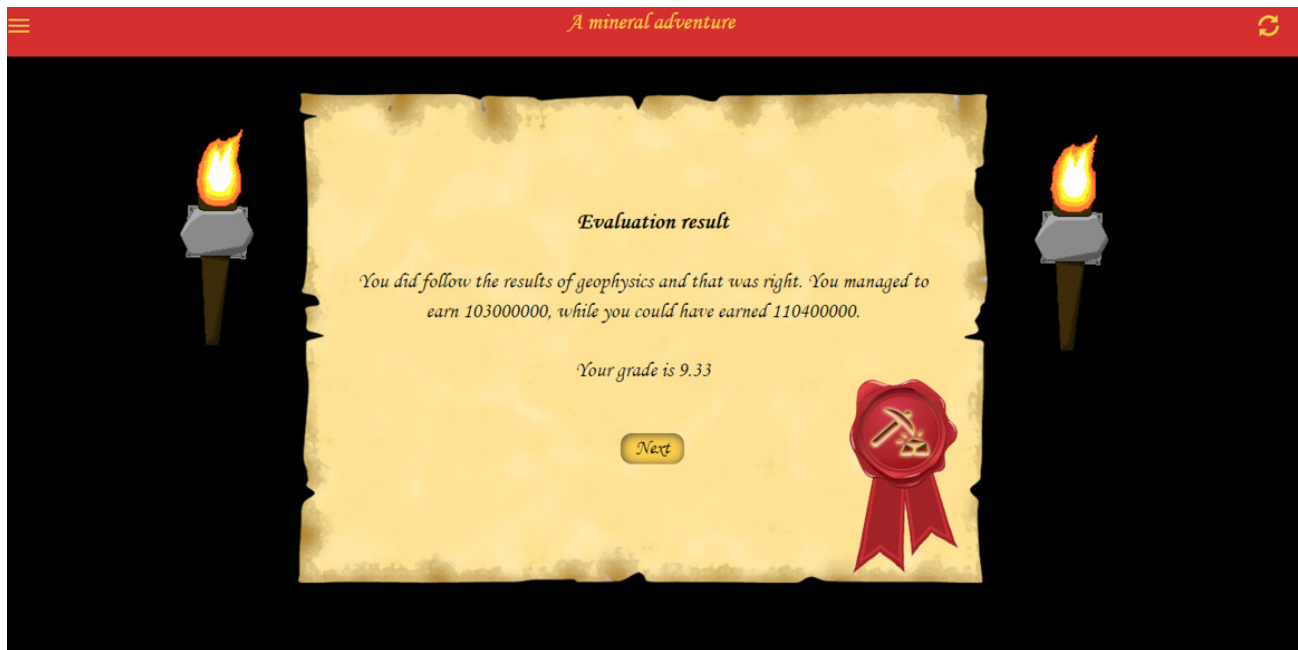 A mineral adventure
Evaluation result
You did follow the results of geophysics and that was right. You managed to
earn 103000000, while you could have earned 110400000.
Your grade is 9.33
Next